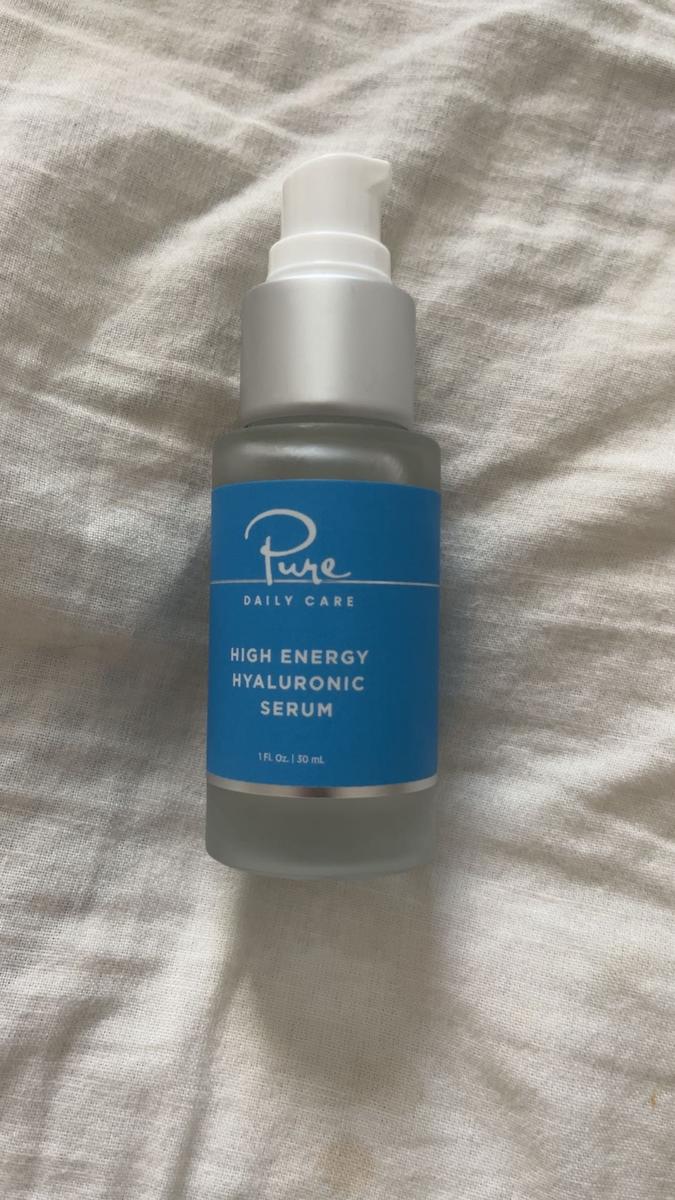 Pure
DAILY CARE
HIGH ENERGY
HYALURONIC
SERUM
1 Fl. Oz. | 30 mL